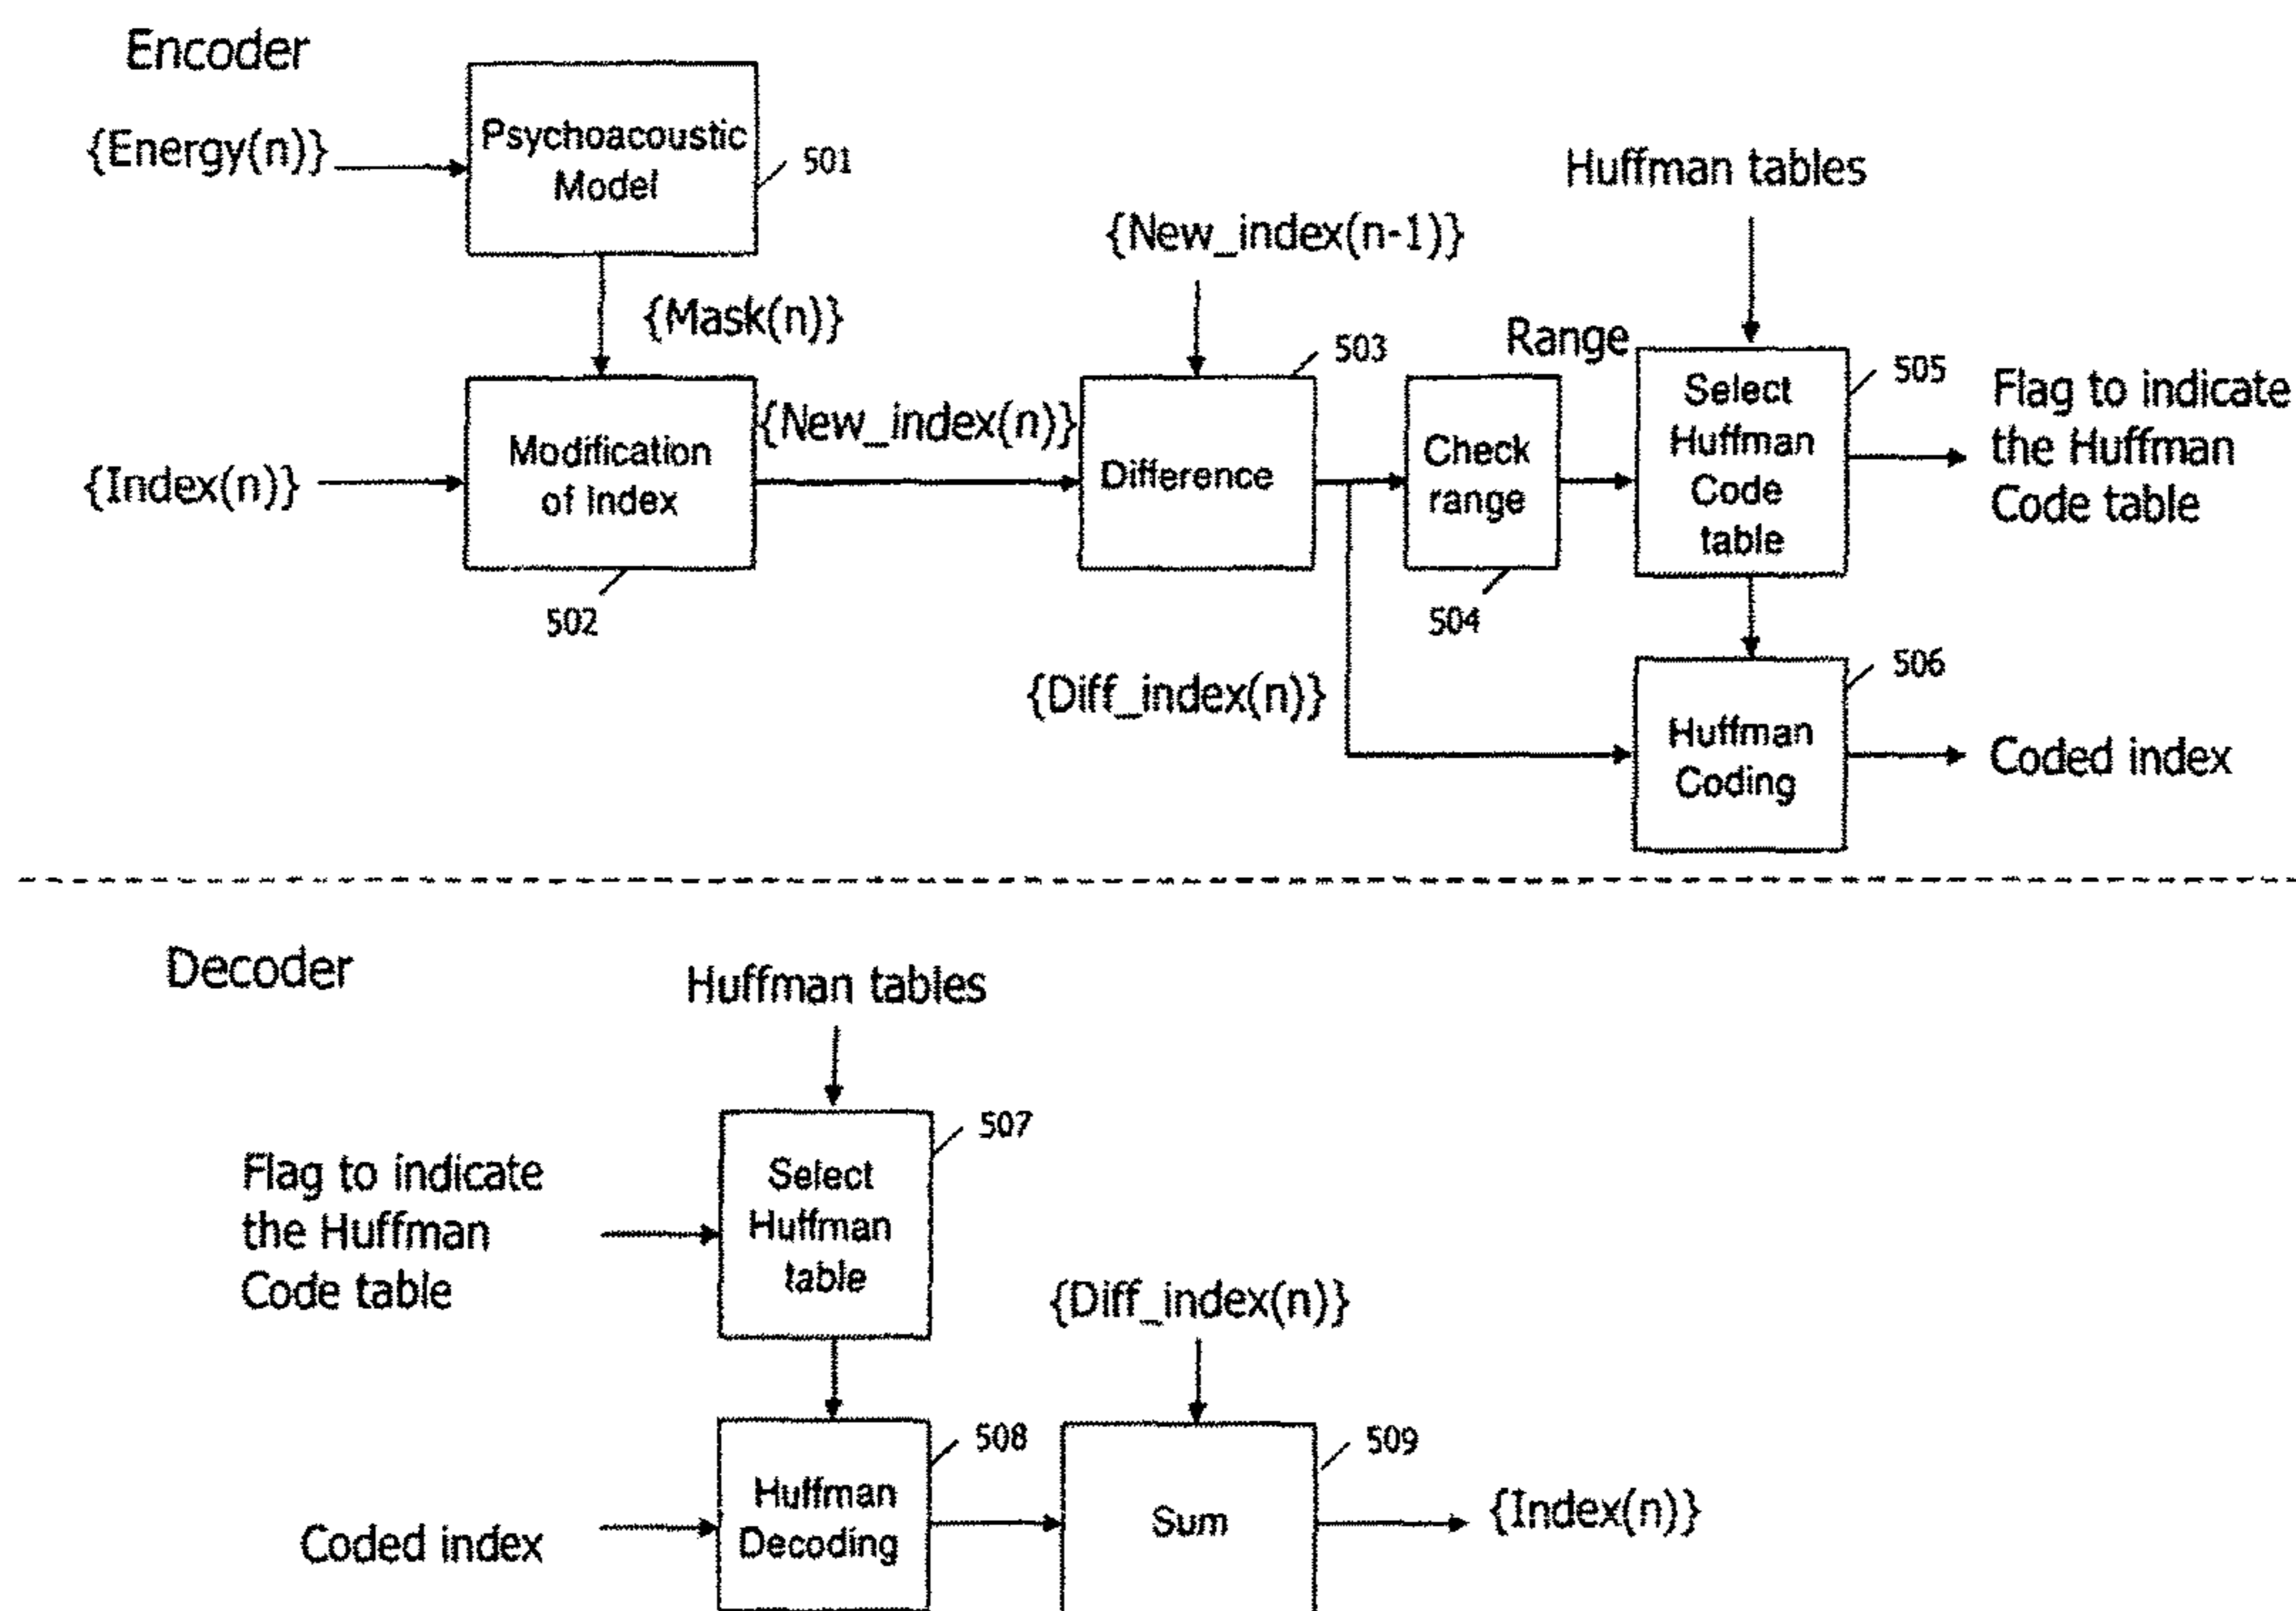 Encoder
{Energy(n)}
Psychoacoustic
Model
501
{Mask(n)}
{Index(n)}
Modification
of Index
502
{New_index(n)}
{New_index(n-1)}
Difference
503
{Diff_index(n)}
Check
range
504
Range
Huffman tables
Select
Huffman
Code
table
505
Flag to indicate
the Huffman
Code table
Huffman
Coding
506
Coded index
Decoder
Huffman tables
Flag to indicate
the Huffman
Code table
Select
Huffman
table
507
Coded index
Huffman
Decoding
508
{Diff_index(n)}
Sum
509
{Index(n)}